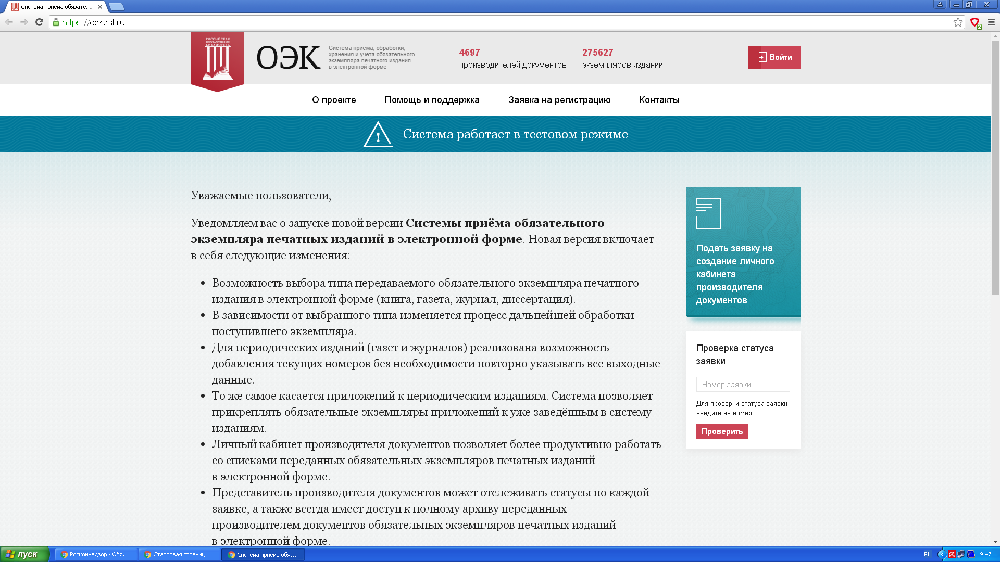 Система приёма обязатель
https://oek.rsl.ru
2
РОССИЙСКАЯ
ГОСУДАРСТВЕННАЯ
БИБЛИОТЕКА
ОЭК
Система приема, обработки,
хранения и учета обязательного
экземпляра печатного издания
в электронной форме
4697
производителей документов
275627
экземпляров изданий
Войти
О проекте
Помощь и поддержка
Заявка на регистрацию
Контакты
Система работает в тестовом режиме
Уважаемые пользователи,
Уведомляем вас о запуске новой версии Системы приёма обязательного
экземпляра печатных изданий в электронной форме. Новая версия включает
в себя следующие изменения:
Возможность выбора типа передаваемого обязательного экземпляра печатного
издания в электронной форме (книга, газета, журнал, диссертация).
В зависимости от выбранного типа изменяется процесс дальнейшей обработки
поступившего экземпляра.
Для периодических изданий (газет и журналов) реализована возможность
добавления текущих номеров без необходимости повторно указывать все выходные
данные.
То же самое касается приложений к периодическим изданиям. Система позволяет
прикреплять обязательные экземпляры приложений к уже заведённым в систему
изданиям.
Личный кабинет производителя документов позволяет более продуктивно работать
со списками переданных обязательных экземпляров печатных изданий
в электронной форме.
Представитель производителя документов может отслеживать статусы по каждой
заявке, а также всегда имеет доступ к полному архиву переданных
производителем документов обязательных экземпляров печатных изданий
в электронной форме.
Подать заявку на
создание личного
кабинета
производителя
документов
Проверка статуса
заявки
Номер заявки...
Для проверки статуса заявки
введите её номер
Проверить
пуск
Роскомнадзор - Обя...
Стартовая страниц...
Система приёма обя...
RU
9:47